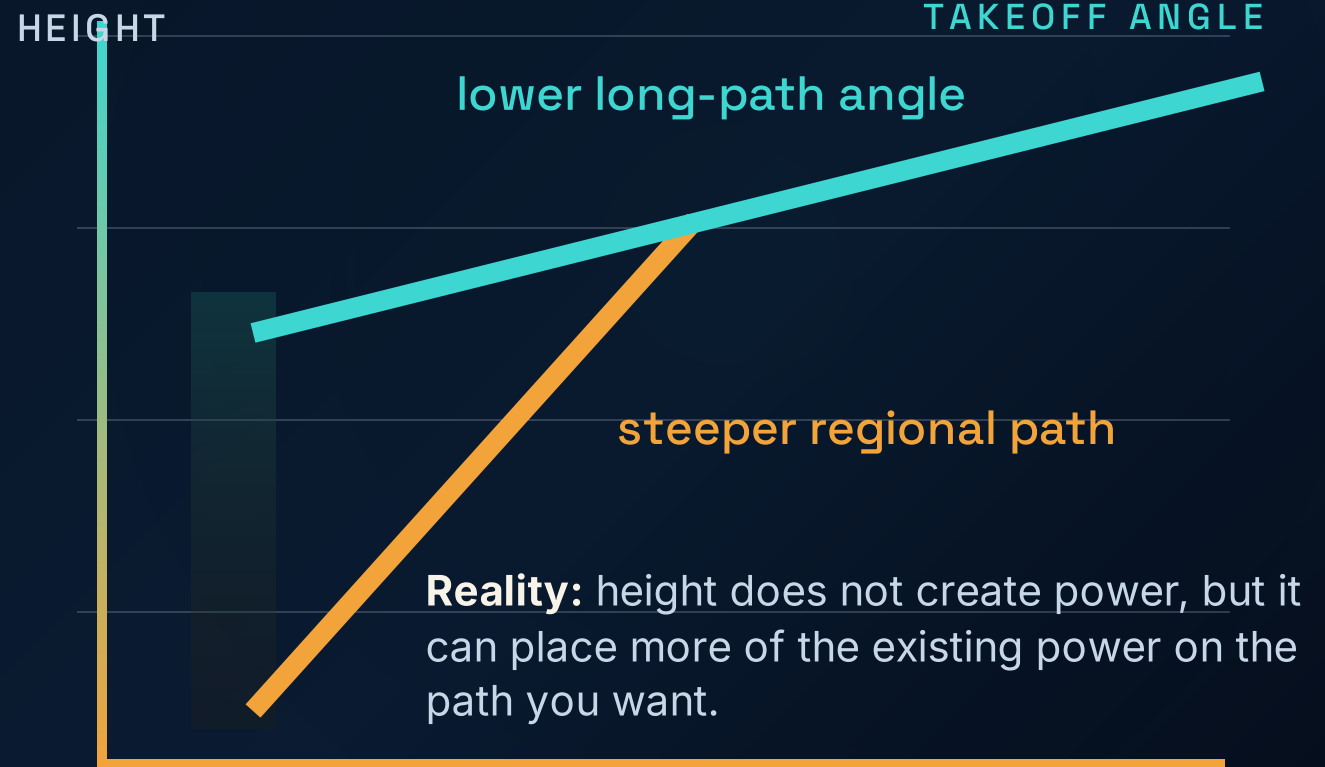 HEIGHT
TAKEOFF ANGLE
lower long-path angle
steeper regional path
Reality: height does not create power, but it
can place more of the existing power on the
path you want.